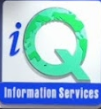 iQ
Information Services